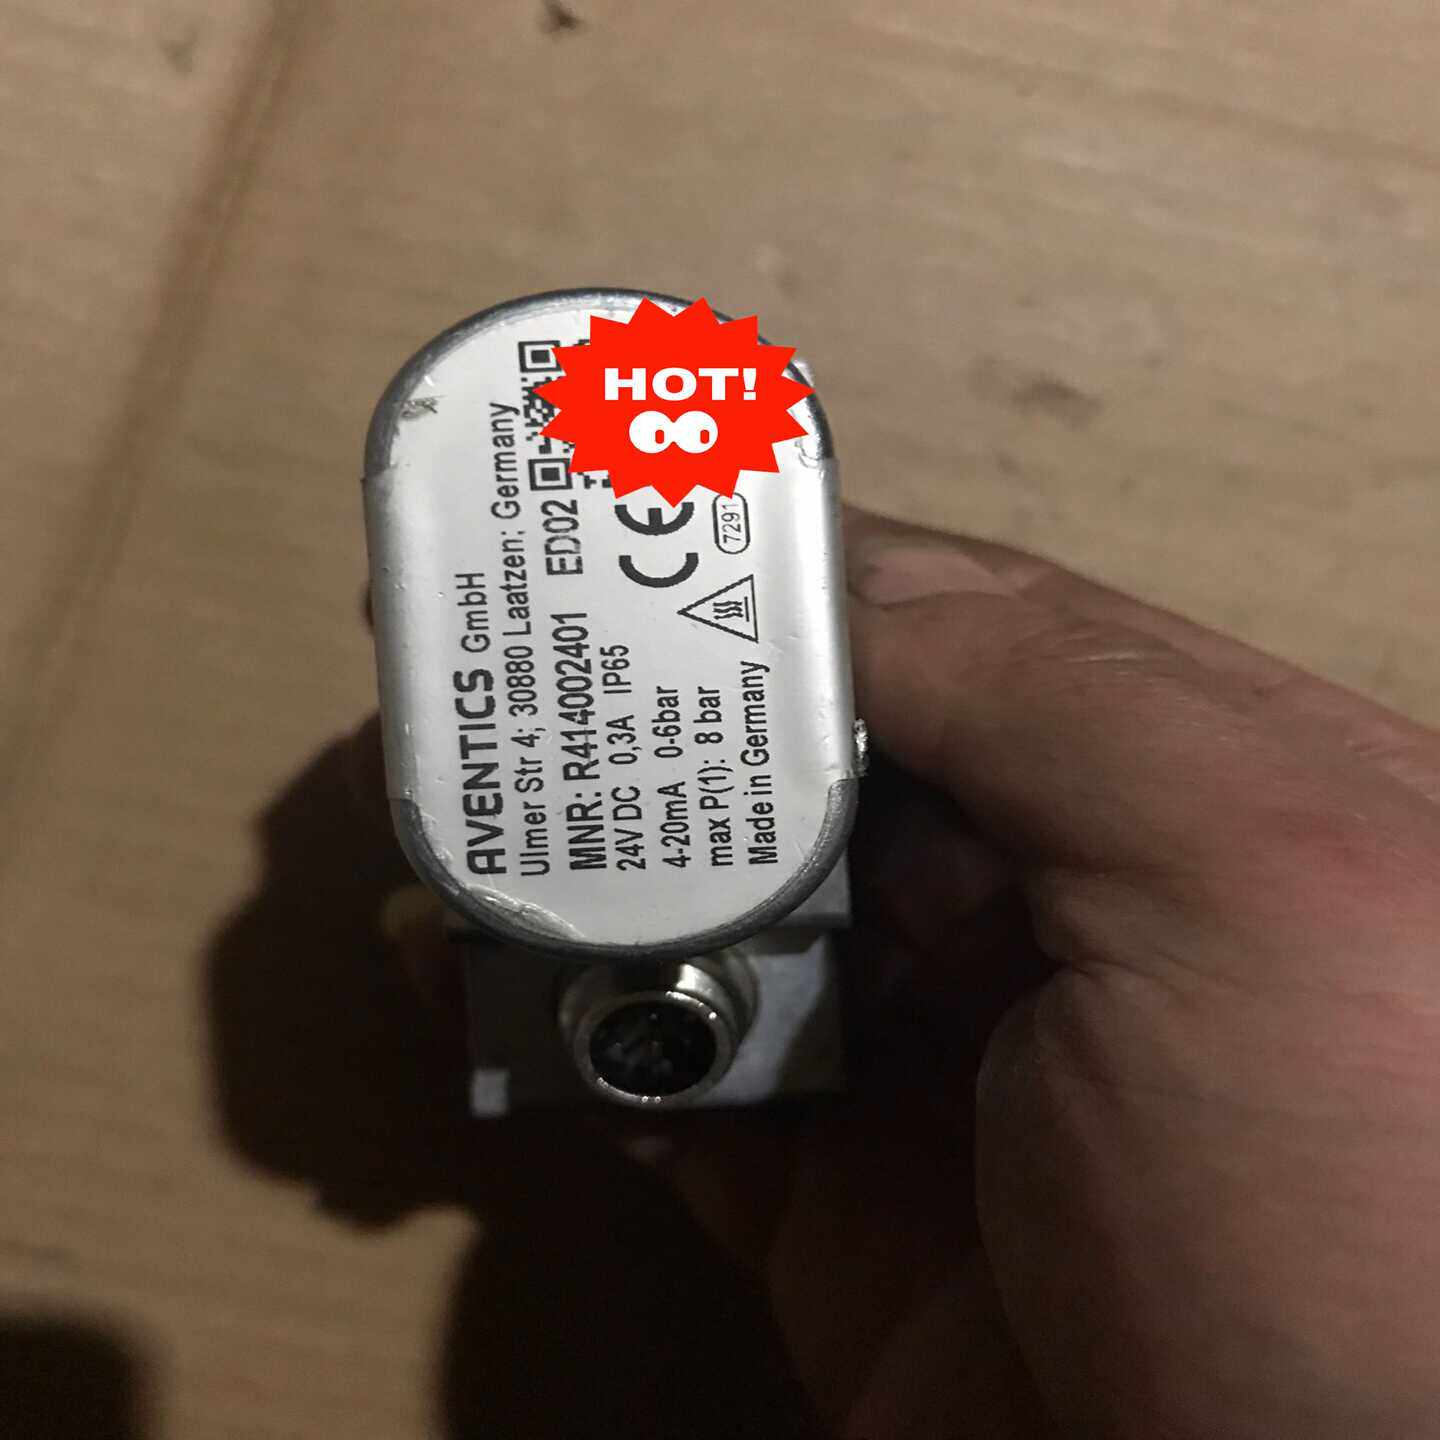 AVENTICS GmbH
Ulmer Str 4; 30880 Laatzen; Germany
MNR: R414002401 ED02
24V DC 0,3A IP65
4-20mA 0-6bar
max P(1): 8 bar
Made in Germany
CE
7291
HOT!